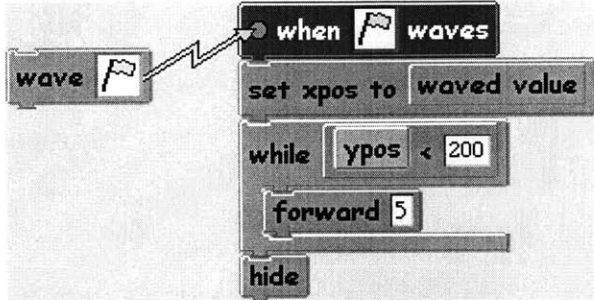 when waves
wave
set xpos to waved value
while ypos < 200
forward 5
hide